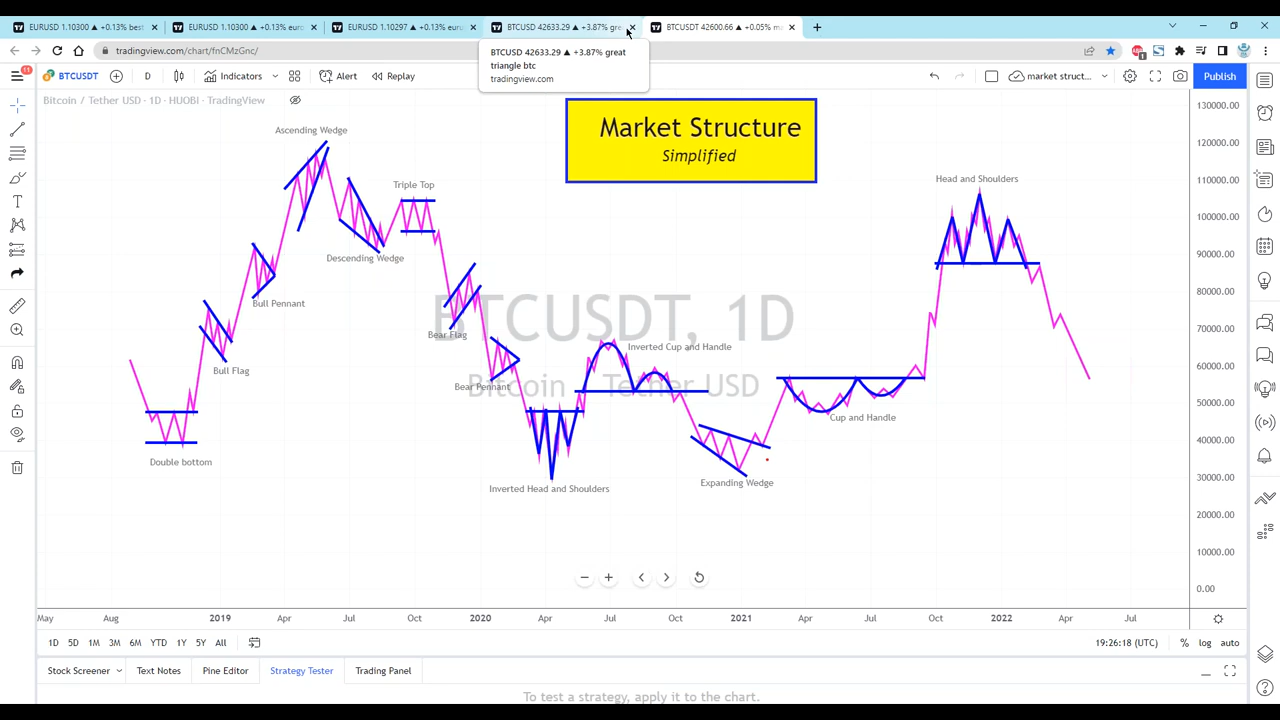 EURUSD 1.10300 ▲ +0.13% best
EURUSD 1.10300 ▲ +0.13% euro
EURUSD 1.10297 ▲ +0.13% euru
BTCUSD 42633.29 ▲ +3.87% gre
BTCUSDT 42600.66 ▲ +0.05% m
tradingview.com/chart/fnCMzGnc/
BTCUSD 42633.29 ▲ +3.87% great
triangle btc
tradingview.com
11
BTCUSDT
D
Indicators
Alert
Replay
market struct...
Publish
Bitcoin / Tether USD · 1D · HUOBI · TradingView
Market Structure
Simplified
Ascending Wedge
Triple Top
Head and Shoulders
Descending Wedge
Bull Pennant
Bear Flag
Inverted Cup and Handle
Bull Flag
Bear Pennant
Cup and Handle
Double bottom
Expanding Wedge
Inverted Head and Shoulders
BTCUSDT, 1D
Bitcoin / Tether USD
130000.00
120000.00
110000.00
100000.00
90000.00
80000.00
70000.00
60000.00
50000.00
40000.00
30000.00
20000.00
10000.00
0.00
May Aug 2019 Apr Jul Oct 2020 Apr Jul Oct 2021 Apr Jul Oct 2022 Apr Jul
1D 5D 1M 3M 6M YTD 1Y 5Y All
19:26:18 (UTC) % log auto
Stock Screener Text Notes Pine Editor Strategy Tester Trading Panel
To test a strategy, apply it to the chart.